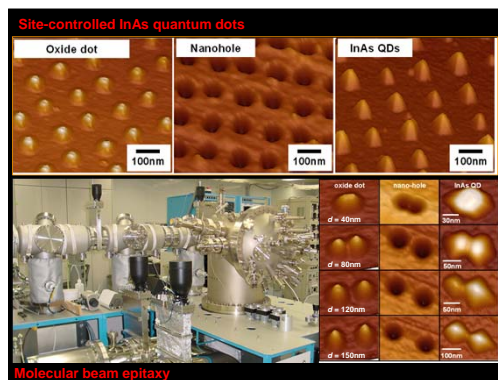 Site-controlled InAs quantum dots
Oxide dot
Nanohole
InAs QDs
100nm
100nm
100nm
oxide dot
nano-hole
InAs QD
d = 40nm
30nm
d = 80nm
50nm
d = 120nm
50nm
d = 150nm
100nm
Molecular beam epitaxy